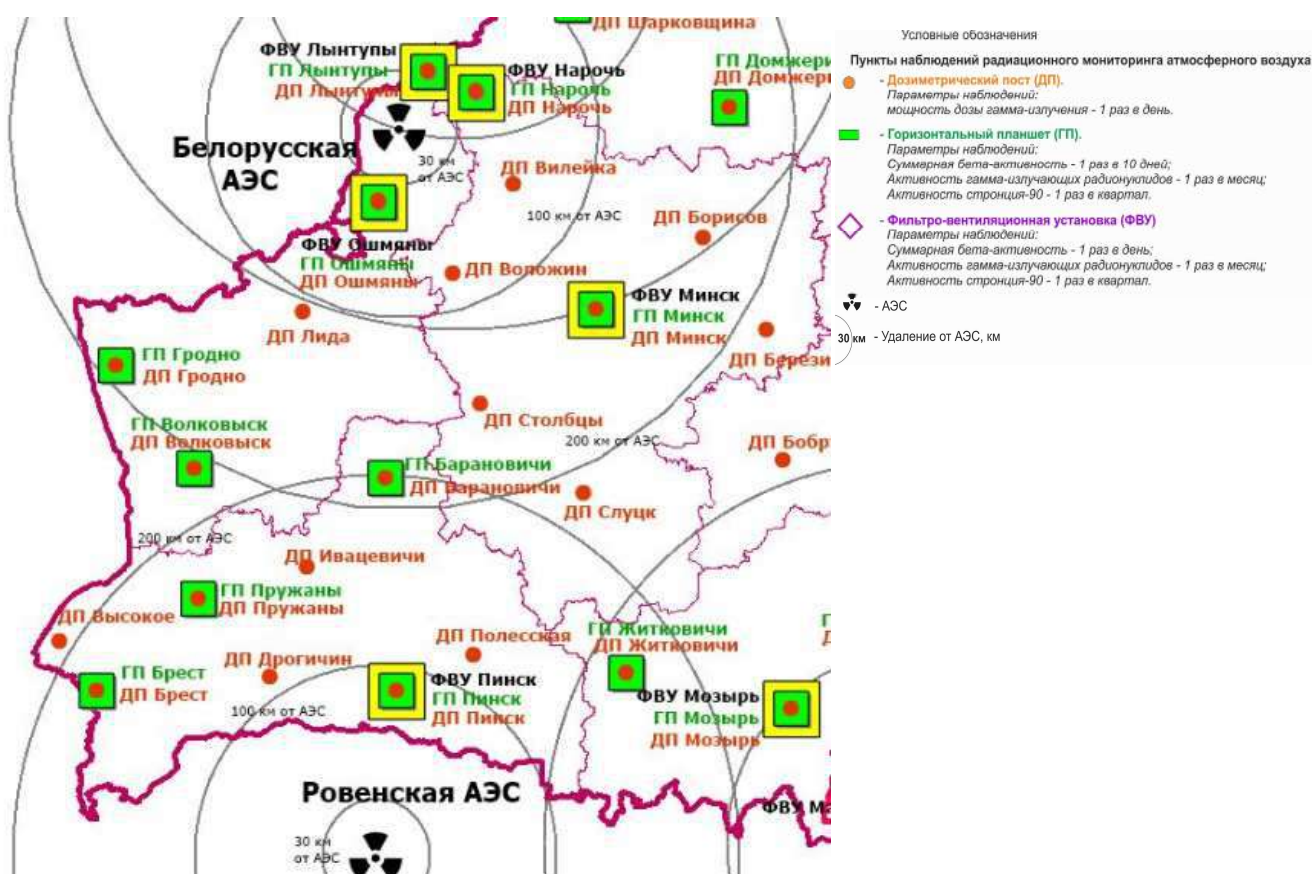 ДП Шарковщина
ФВУ Лынтупы
ГП Лынтупы
ДП Лынтупы
ФВУ Нарочь
ГП Нарочь
ДП Нарочь
ГП Домжери
ДП Домжери
Белорусская
АЭС
30 км
от АЭС
ДП Вилейка
100 км от АЭС
ДП Борисов
ФВУ Ошмяны
ГП Ошмяны
ДП Ошмяны
ДП Воложин
ФВУ Минск
ГП Минск
ДП Минск
ДП Лида
ДП Берези
ГП Гродно
ДП Гродно
ДП Столбцы
ГП Волковыск
ДП Волковыск
200 км от АЭС
ДП Бобр
ГП Барановичи
ДП Барановичи
ДП Слуцк
200 км от АЭС
ДП Ивацевичи
ГП Пружаны
ДП Пружаны
ДП Высокое
ДП Полесская
ГП Житковичи
ДП Житковичи
ГП Брест
ДП Брест
ДП Дрогичин
100 км от АЭС
ФВУ Пинск
ГП Пинск
ДП Пинск
ФВУ Мозырь
ГП Мозырь
ДП Мозырь
Ровенская АЭС
30 км
от АЭС
ФВУ М
Условные обозначения
Пункты наблюдений радиационного мониторинга атмосферного воздуха
- Дозиметрический пост (ДП).
Параметры наблюдений:
мощность дозы гамма-излучения - 1 раз в день.
- Горизонтальный планшет (ГП).
Параметры наблюдений:
Суммарная бета-активность - 1 раз в 10 дней;
Активность гамма-излучающих радионуклидов - 1 раз в месяц;
Активность стронция-90 - 1 раз в квартал.
- Фильтро-вентиляционная установка (ФВУ)
Параметры наблюдений:
Суммарная бета-активность - 1 раз в день;
Активность гамма-излучающих радионуклидов - 1 раз в месяц;
Активность стронция-90 - 1 раз в квартал.
- АЭС
30 км - Удаление от АЭС, км